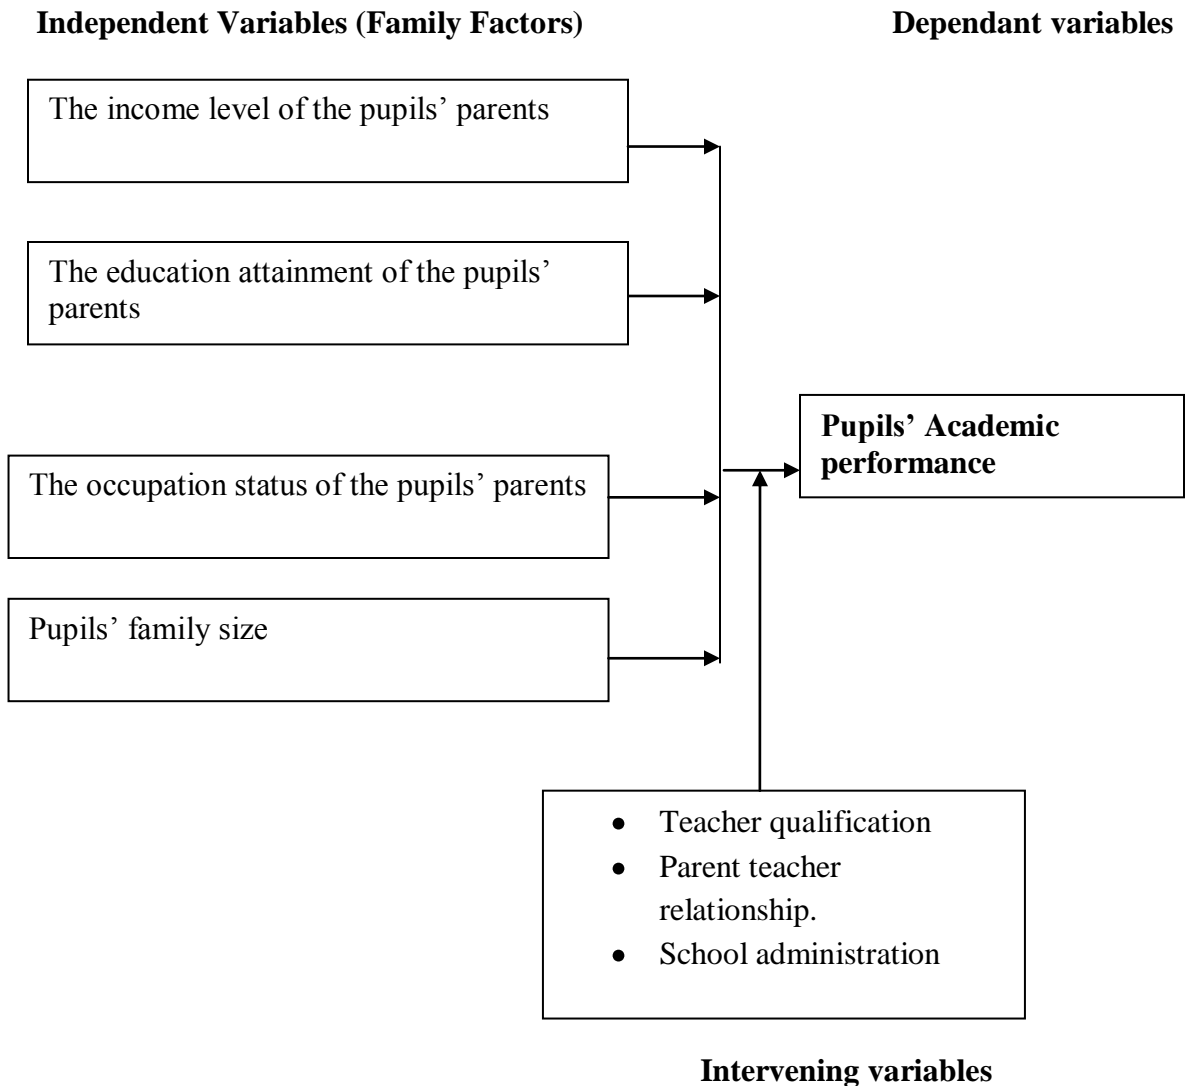 Independent Variables (Family Factors)
Dependant variables
The income level of the pupils’ parents
The education attainment of the pupils’
parents
The occupation status of the pupils’ parents
Pupils’ family size
Pupils’ Academic
performance
● Teacher qualification
● Parent teacher
relationship.
● School administration
Intervening variables